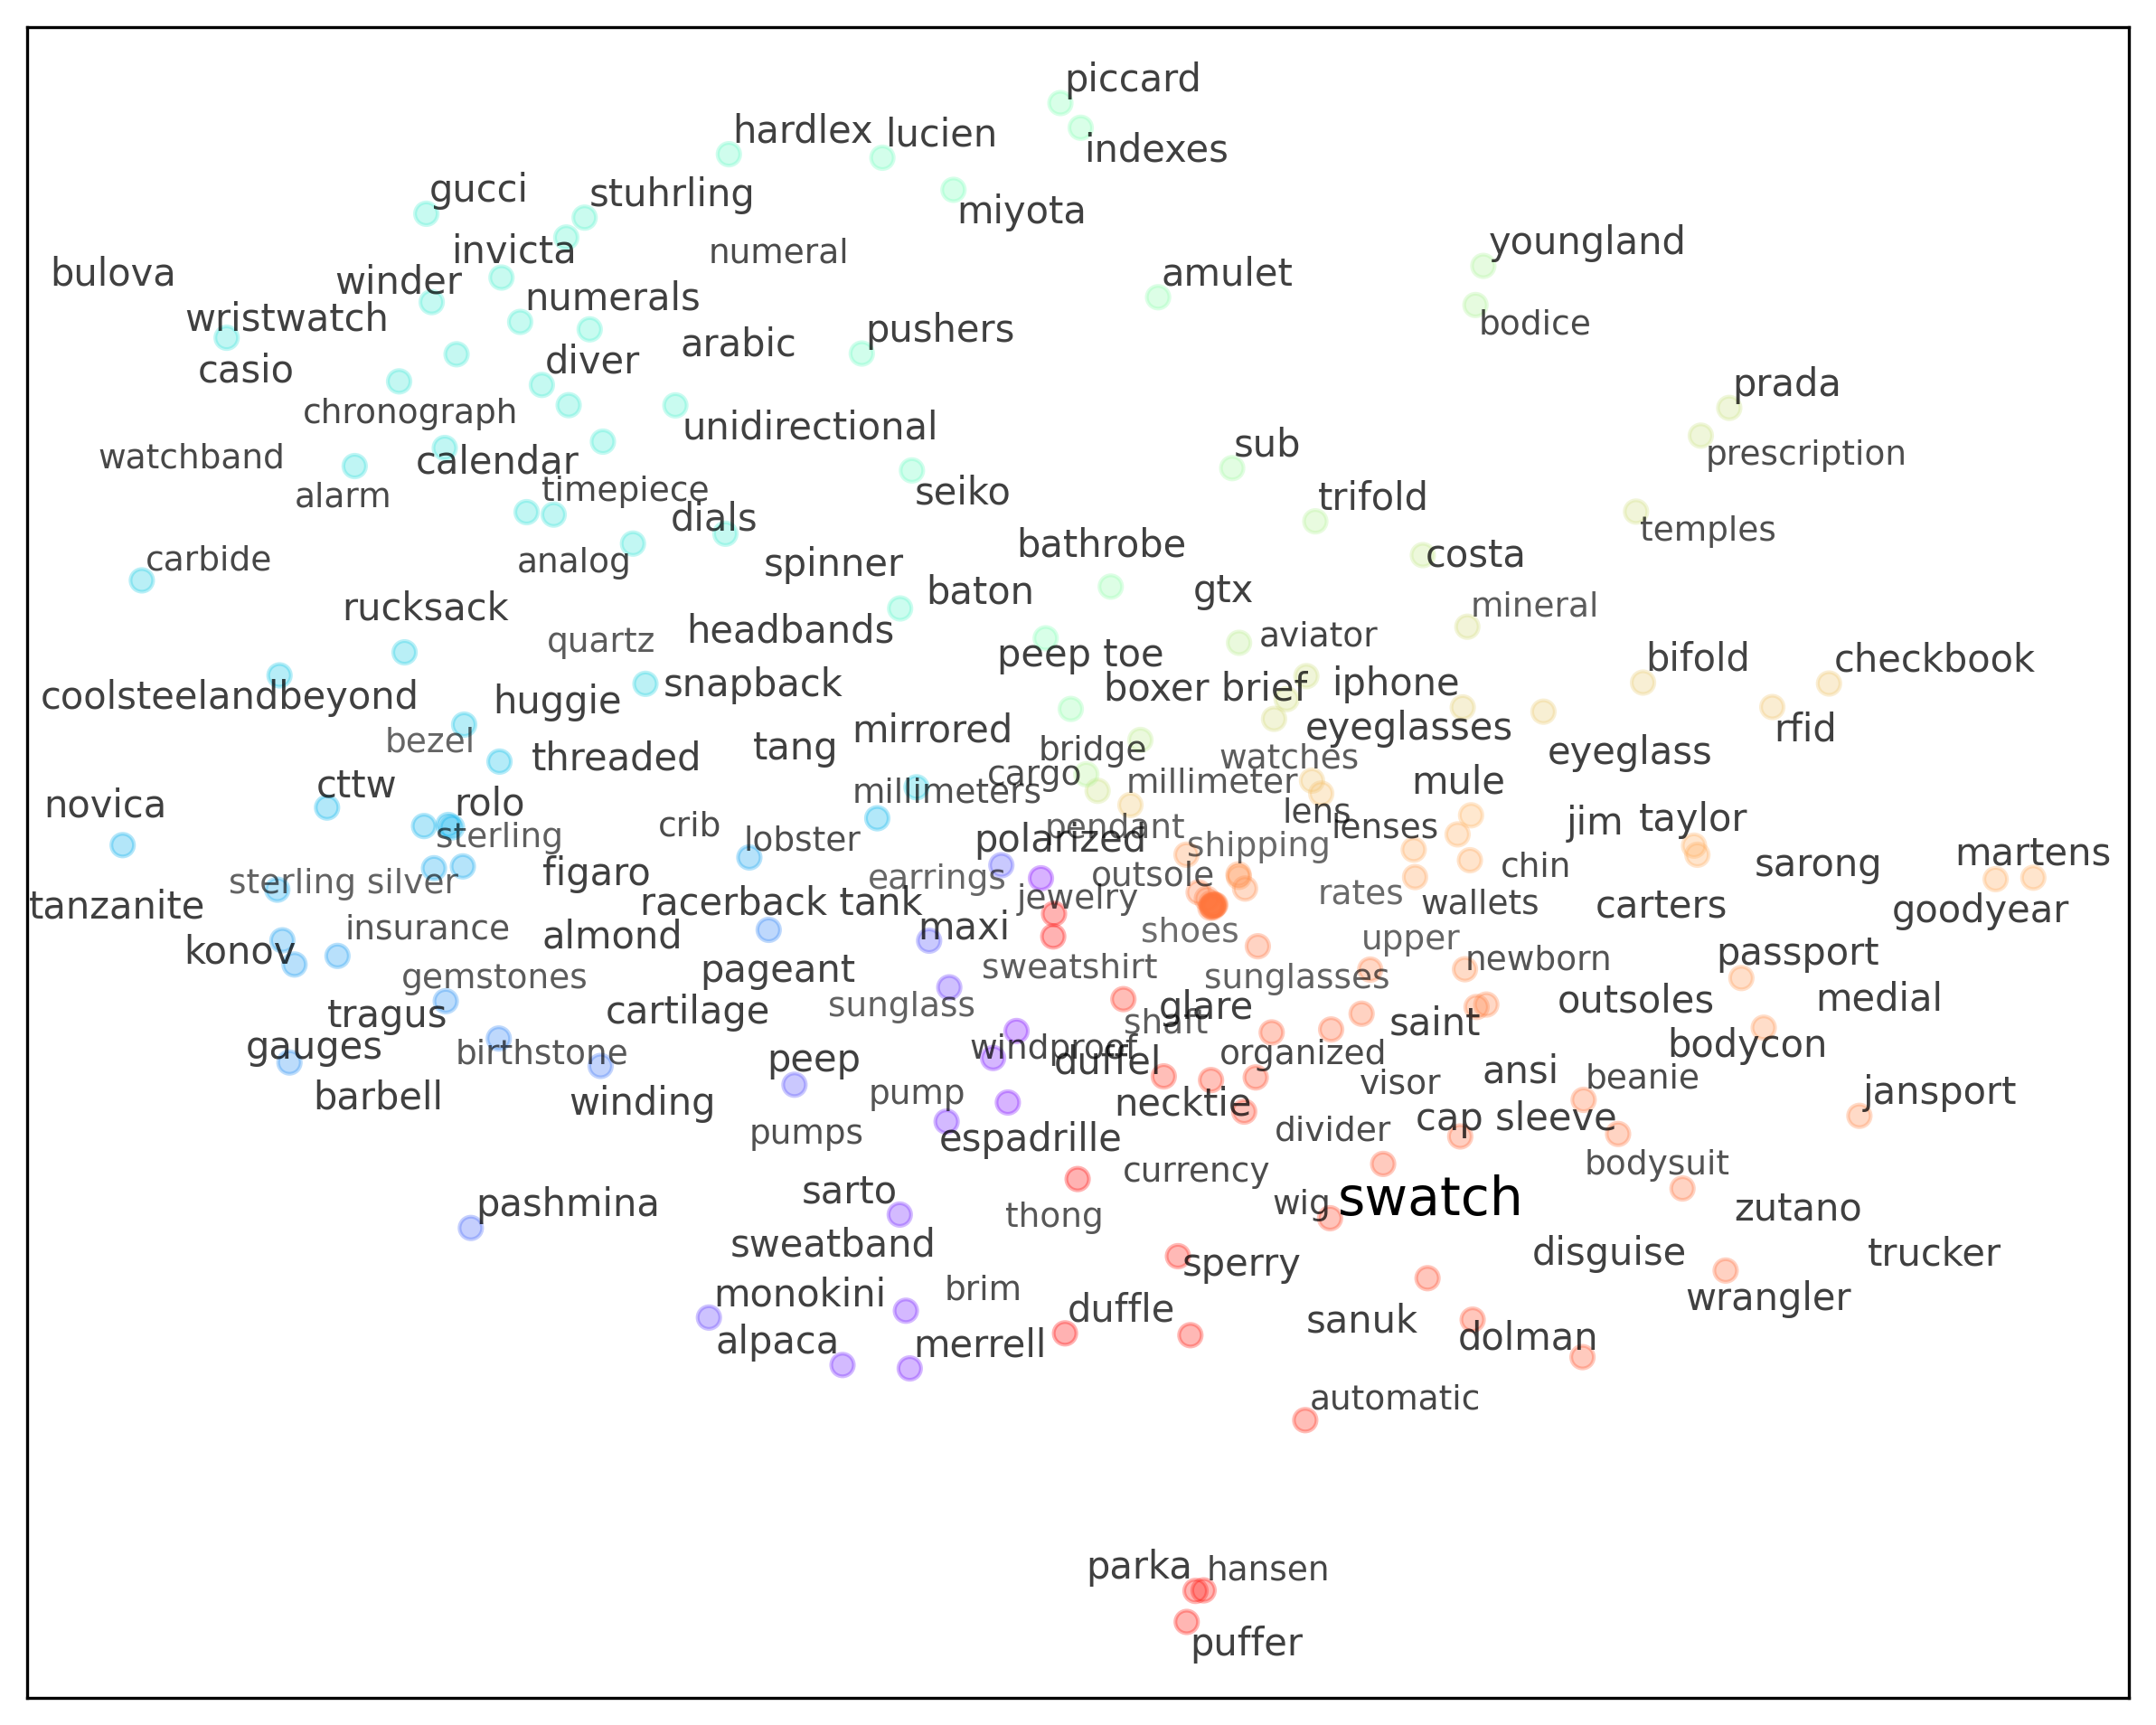 piccard
hardlex
lucien
indexes
gucci
stuhrling
miyota
invicta
numeral
youngland
bulova
winder
amulet
numerals
wristwatch
bodice
pushers
arabic
diver
casio
prada
chronograph
unidirectional
sub
prescription
watchband
calendar
alarm
timepiece
seiko
trifold
dials
temples
bathrobe
costa
carbide
analog
spinner
baton
gtx
rucksack
mineral
quartz
headbands
aviator
peep toe
bifold
checkbook
coolsteelandbeyond
huggie
snapback
boxer brief
iphone
bezel
threaded
tang
mirrored
bridge
watches
eyeglasses
eyeglass
rfid
cttw
cargo
millimeters
millimeter
mule
novica
rolo
sterling
crib
lobster
polarized
pendant
shipping
lens
lenses
jim
taylor
figaro
sterling silver
earrings
outsole
chin
sarong
martens
tanzanite
racerback tank
jewelry
rates
wallets
carters
goodyear
konov
insurance
almond
maxi
shoes
upper
passport
gemstones
pageant
sweatshirt
sunglasses
newborn
tragus
cartilage
sunglass
glare
shaft
saint
outsoles
medial
gauges
birthstone
peep
windproof
duffel
organized
visor
ansi
beanie
bodycon
barbell
winding
pump
necktie
jansport
pumps
espadrille
divider
cap sleeve
currency
bodysuit
pashmina
sarto
thong
wig
swatch
zutano
sweatband
sperry
disguise
trucker
monokini
brim
duffle
sanuk
wrangler
alpaca
merrell
dolman
automatic
parka
hansen
puffer